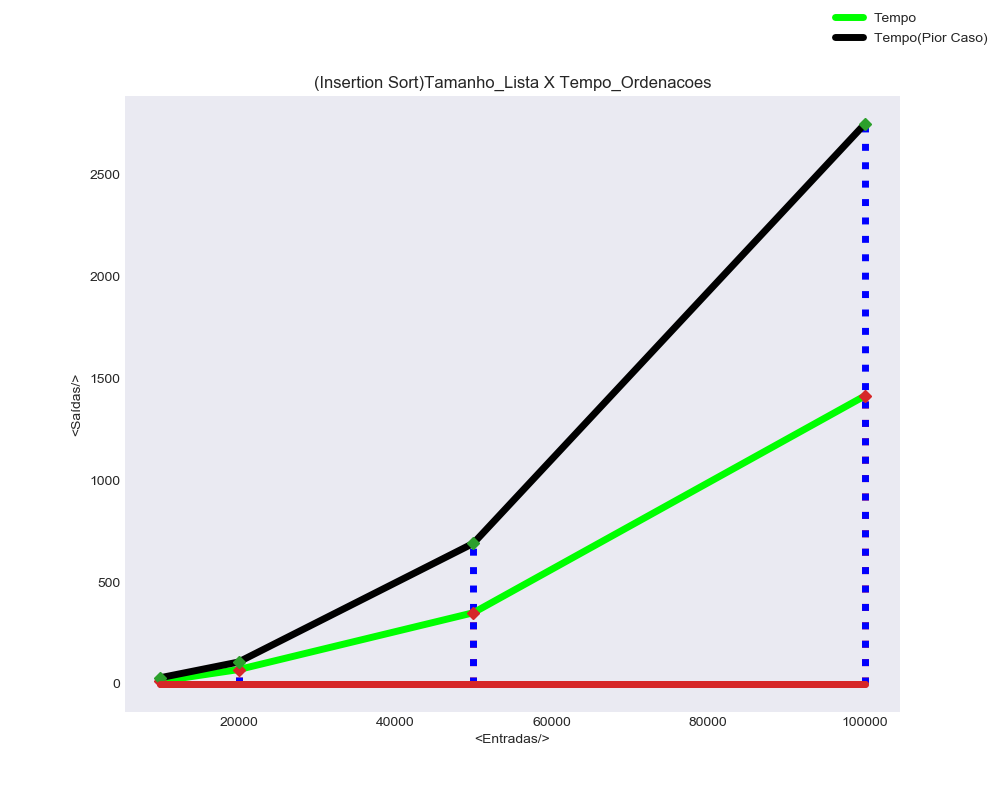 Tempo
Tempo(Pior Caso)
(Insertion Sort)Tamanho_Lista X Tempo_Ordenacoes
2500
2000
1500
1000
500
0
<Saídas/>
20000 40000 60000 80000 100000
<Entradas/>